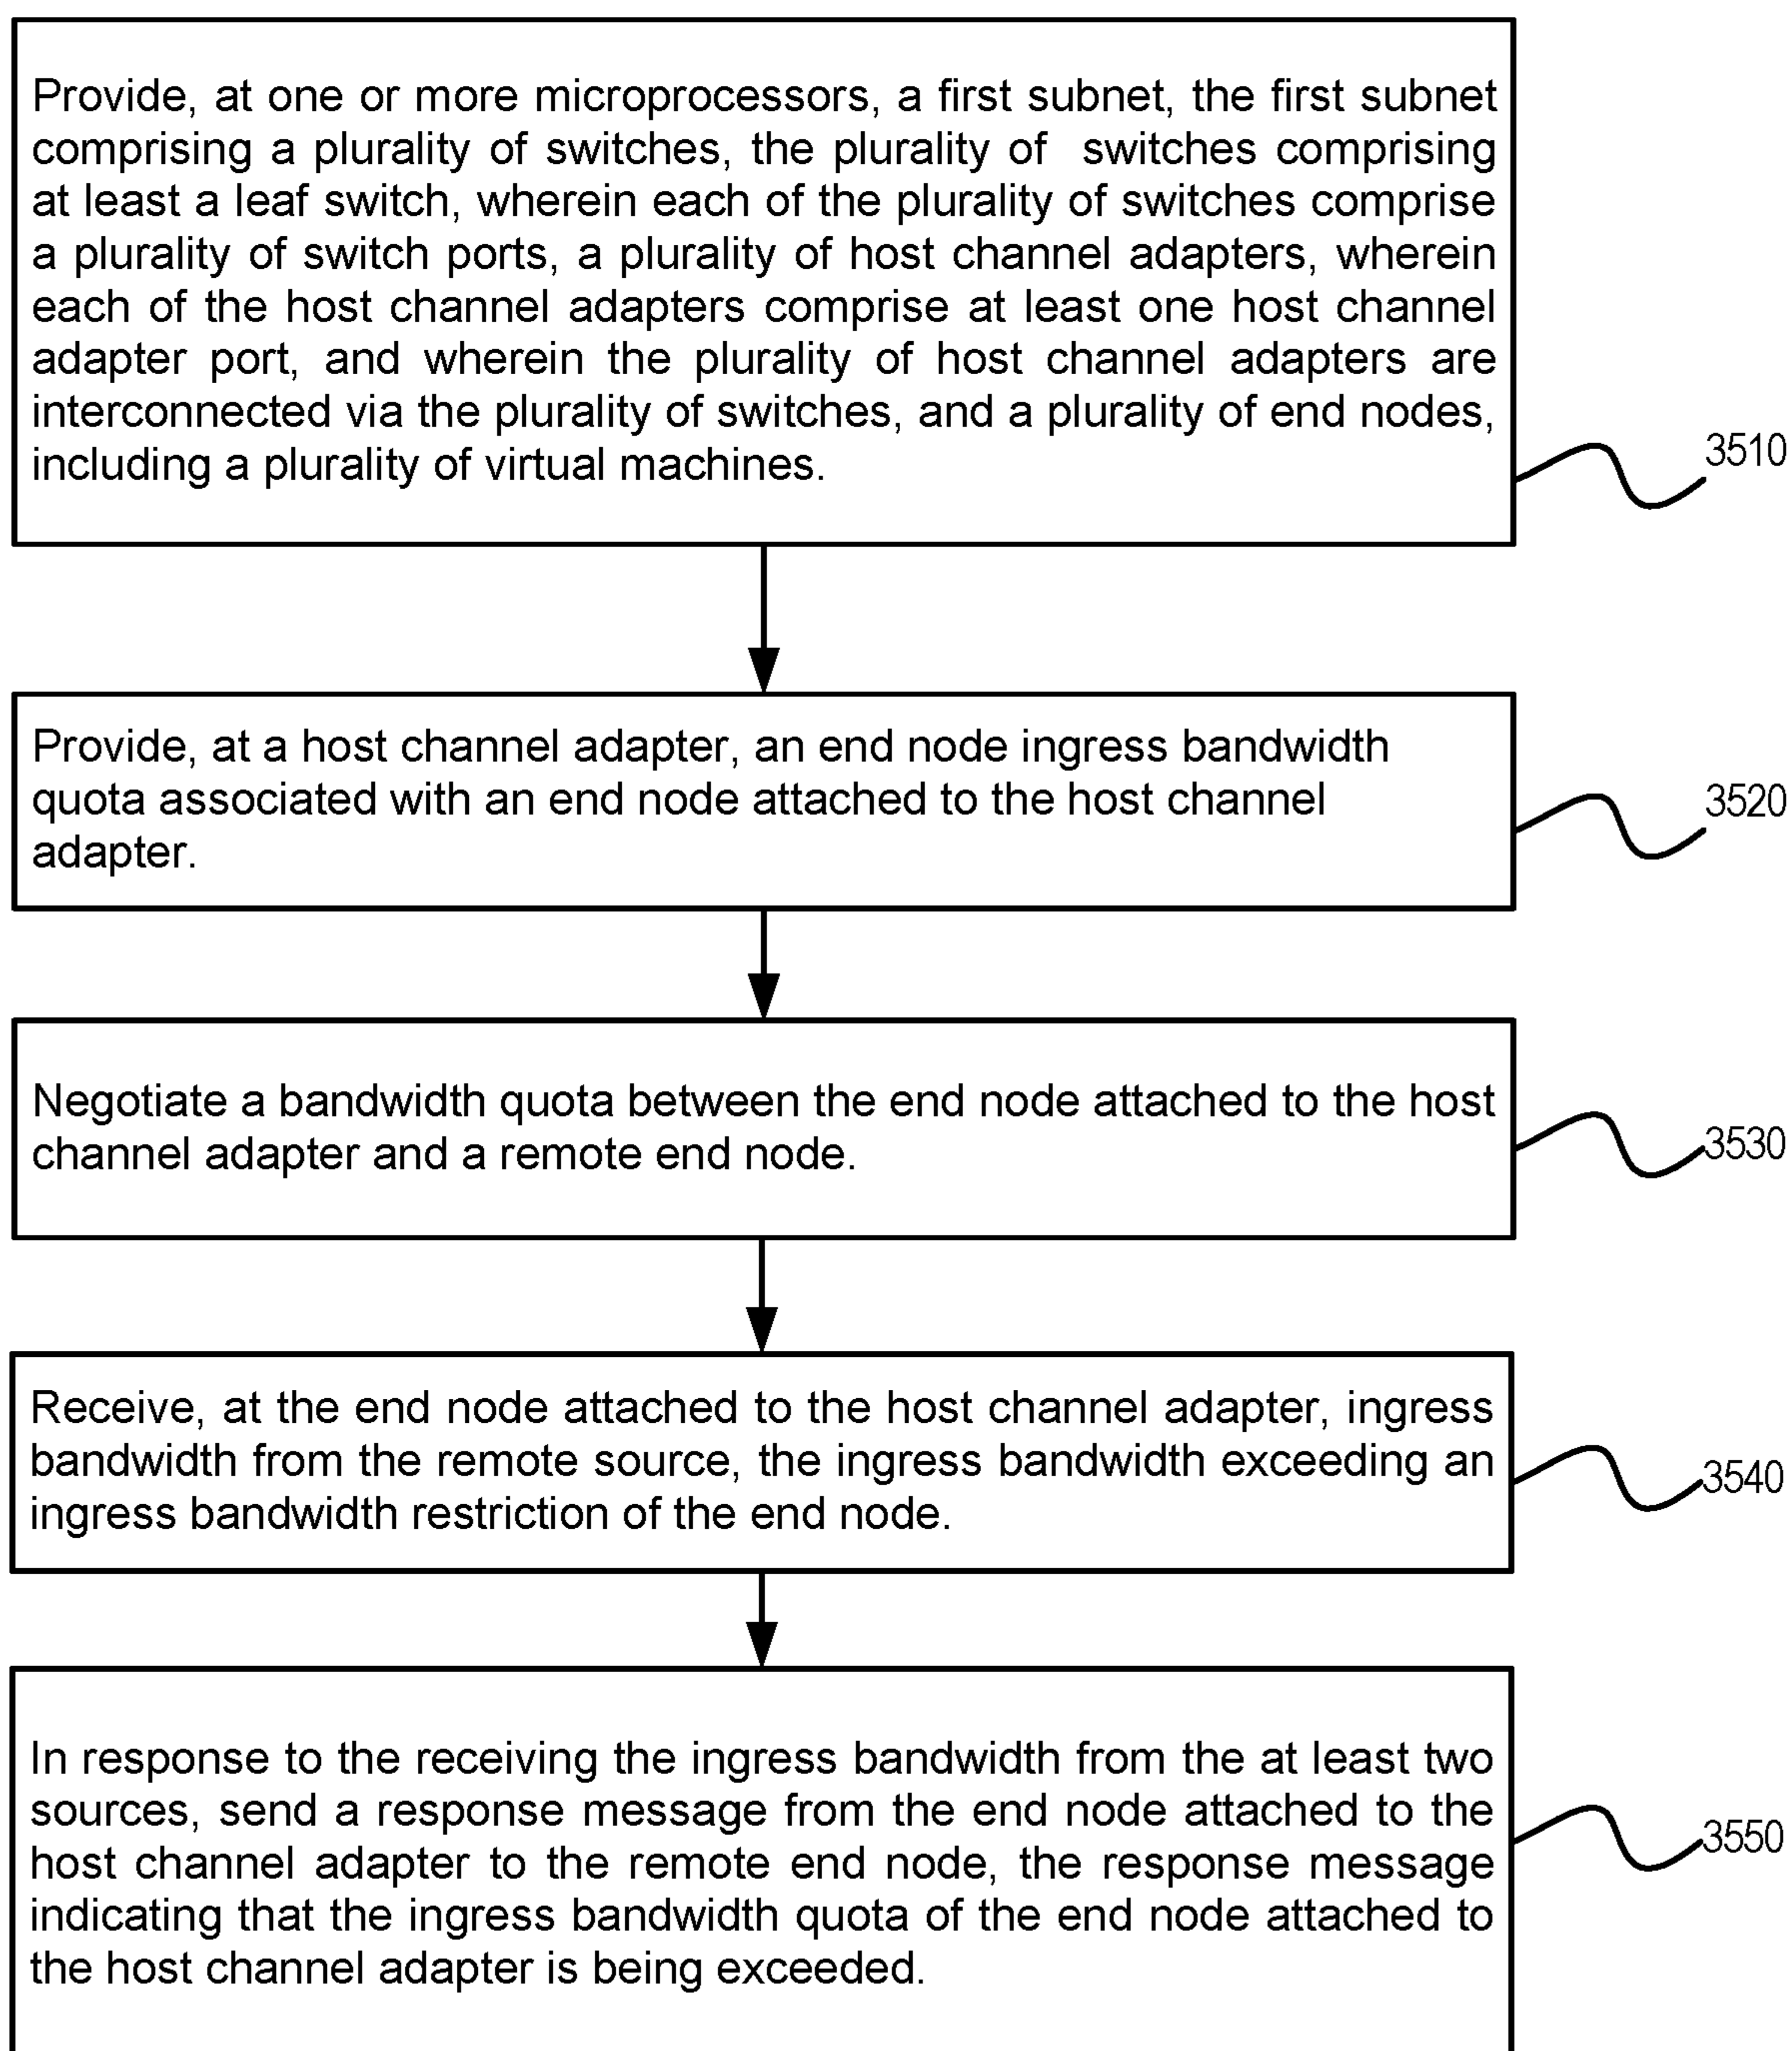 Provide, at one or more microprocessors, a first subnet, the first subnet
comprising a plurality of switches, the plurality of switches comprising
at least a leaf switch, wherein each of the plurality of switches comprise
a plurality of switch ports, a plurality of host channel adapters, wherein
each of the host channel adapters comprise at least one host channel
adapter port, and wherein the plurality of host channel adapters are
interconnected via the plurality of switches, and a plurality of end nodes,
including a plurality of virtual machines.
3510
Provide, at a host channel adapter, an end node ingress bandwidth
quota associated with an end node attached to the host channel
adapter.
3520
Negotiate a bandwidth quota between the end node attached to the host
channel adapter and a remote end node.
3530
Receive, at the end node attached to the host channel adapter, ingress
bandwidth from the remote source, the ingress bandwidth exceeding an
ingress bandwidth restriction of the end node.
3540
In response to the receiving the ingress bandwidth from the at least two
sources, send a response message from the end node attached to the
host channel adapter to the remote end node, the response message
indicating that the ingress bandwidth quota of the end node attached to
the host channel adapter is being exceeded.
3550